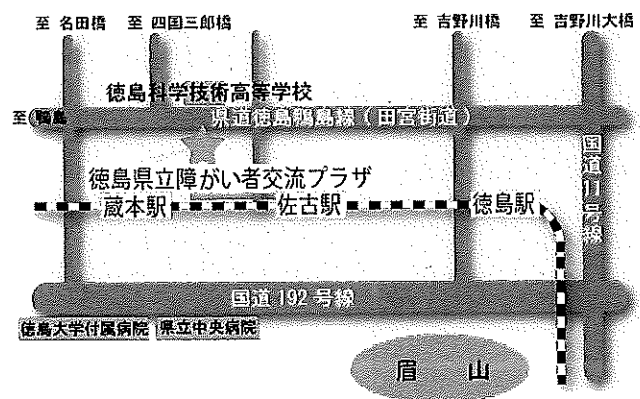 至 名田橋 至 四国三郎橋 至 吉野川橋 至 吉野川大橋
徳島科学技術高等学校
至 鴨島 県道徳島鴨島線（田宮街道）
国道11号線
徳島県立障がい者交流プラザ
蔵本駅 佐古駅 徳島駅
国道192号線
徳島大学付属病院 県立中央病院
眉 山